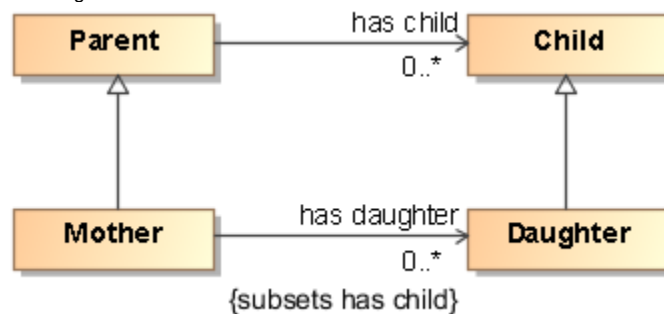 has child
Parent
Child
0..*
has daughter
Mother
Daughter
0..*
{subsets has child}